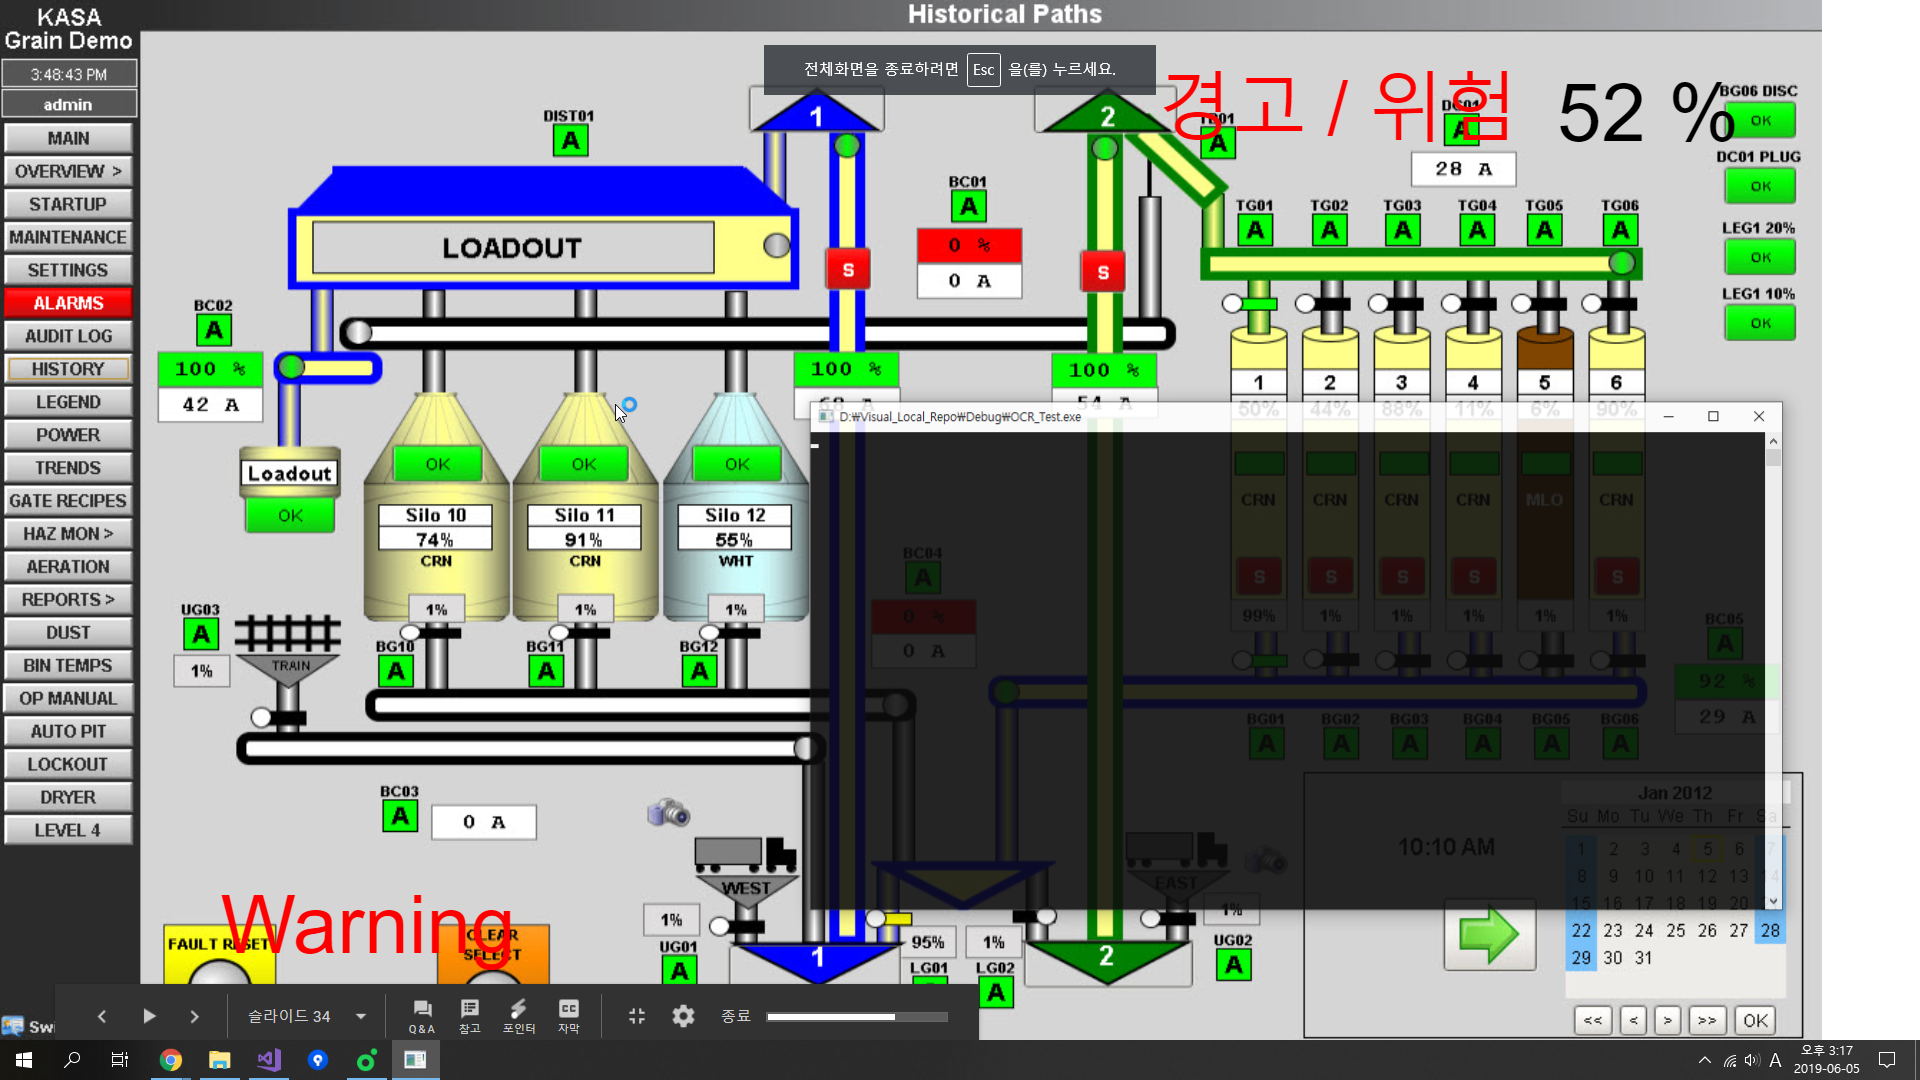 KASA
Grain Demo
3:48:43 PM
admin
MAIN
OVERVIEW >
STARTUP
MAINTENANCE
SETTINGS
ALARMS
AUDIT LOG
HISTORY
LEGEND
POWER
TRENDS
GATE RECIPES
HAZ MON >
AERATION
REPORTS >
DUST
BIN TEMPS
OP MANUAL
AUTO PIT
LOCKOUT
DRYER
LEVEL 4
Historical Paths
전체화면을 종료하려면 Esc 을(를) 누르세요.
경고 / 위험 52 %
DIST01
A
1
2
A
A
28 A
BG06 DISC
OK
DC01 PLUG
OK
LEG1 20%
OK
LEG1 10%
OK
BC01
A
0 %
0 A
TG01 TG02 TG03 TG04 TG05 TG06
A A A A A A
LOADOUT
S
S
BC02
A
100 %
42 A
100 %
68 A
100 %
54 A
1 2 3 4 5 6
50% 44% 88% 11% 6% 90%
D:₩Visual_Local_Repo₩Debug₩OCR_Test.exe
Loadout
OK
OK OK OK
Silo 10 Silo 11 Silo 12
74% 91% 55%
CRN CRN WHT
CRN CRN CRN CRN MLO CRN
BC04
A
0 %
0 A
S S S S S
1% 1% 1%
99% 1% 1% 1% 1% 1%
UG03
A
1%
TRAIN
BG10 BG11 BG12
A A A
BC05
A
92 %
29 A
BG01 BG02 BG03 BG04 BG05 BG06
A A A A A A
BC03
A
0 A
WEST
EAST
1%
UG01
A
1
95%
LG01
1%
LG02
A
2
1%
UG02
A
10:10 AM
Jan 2012
Su Mo Tu We Th Fr Sa
1 2 3 4 5 6 7
8 9 10 11 12 13 14
15 16 17 18 19 20
22 23 24 25 26 27 28
29 30 31
<< < > >> OK
Warning
FAULT RESET
CLEAR
SELECT
슬라이드 34
Q&A
참고
포인터
자막
종료
A
오후 3:17
2019-06-05